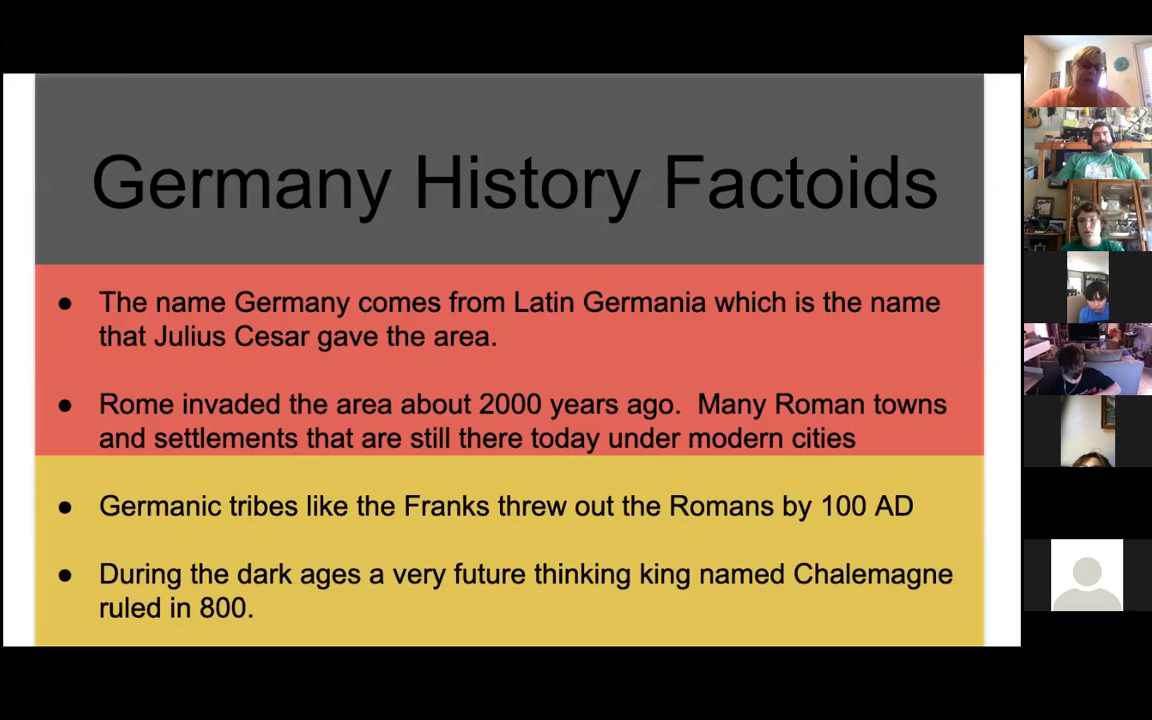 Germany History Factoids
● The name Germany comes from Latin Germania which is the name
that Julius Cesar gave the area.
● Rome invaded the area about 2000 years ago. Many Roman towns
and settlements that are still there today under modern cities
● Germanic tribes like the Franks threw out the Romans by 100 AD
● During the dark ages a very future thinking king named Chalemagne
ruled in 800.